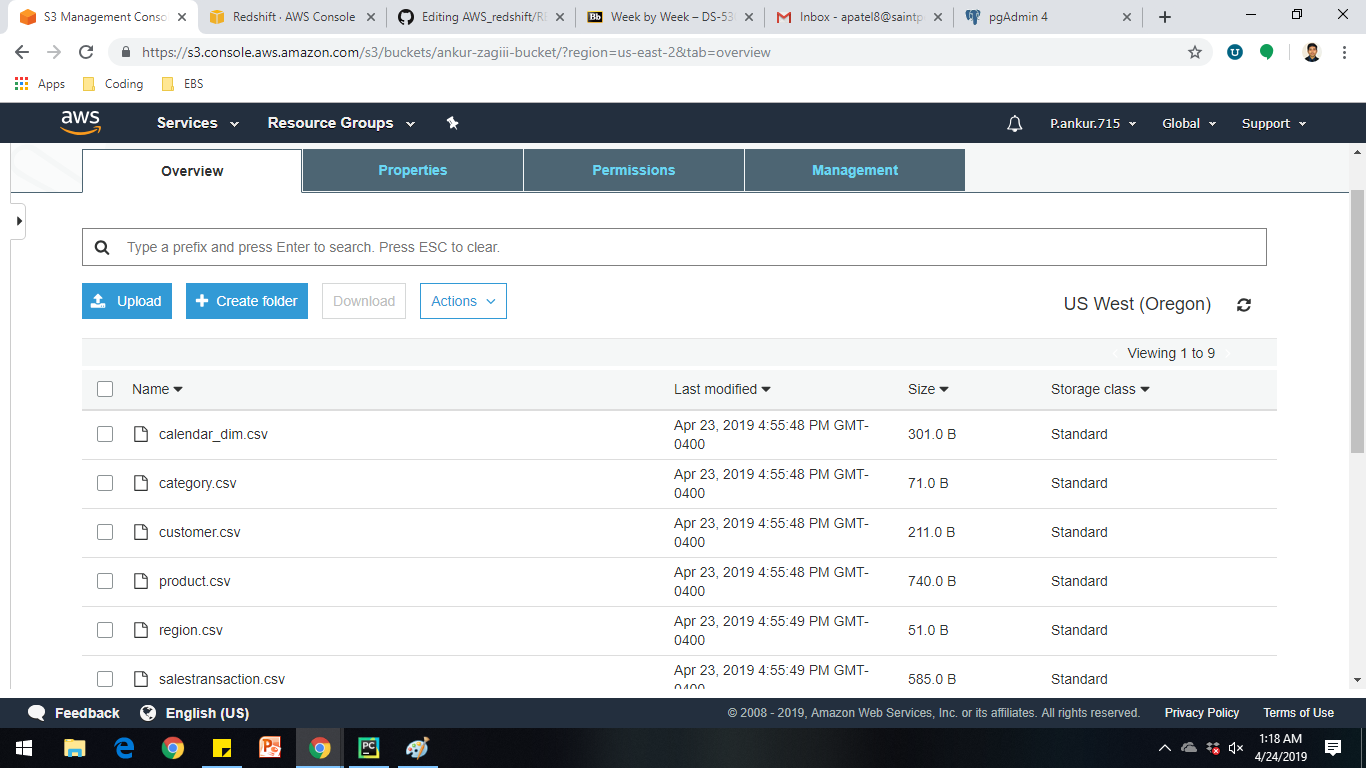 S3 Management Conso
Redshift · AWS Console
Editing AWS_redshift/RE
Bb
Week by Week – DS-530
Inbox - apatel8@saintp
pgAdmin 4
https://s3.console.aws.amazon.com/s3/buckets/ankur-zagiii-bucket/?region=us-east-2&tab=overview
Apps
Coding
EBS
aws
Services
Resource Groups
P.ankur.715
Global
Support
Overview
Properties
Permissions
Management
Type a prefix and press Enter to search. Press ESC to clear.
Upload
Create folder
Download
Actions
US West (Oregon)
Viewing 1 to 9
Name
Last modified
Size
Storage class
calendar_dim.csv
Apr 23, 2019 4:55:48 PM GMT-
0400
301.0 B
Standard
category.csv
Apr 23, 2019 4:55:48 PM GMT-
0400
71.0 B
Standard
customer.csv
Apr 23, 2019 4:55:48 PM GMT-
0400
211.0 B
Standard
product.csv
Apr 23, 2019 4:55:48 PM GMT-
0400
740.0 B
Standard
region.csv
Apr 23, 2019 4:55:49 PM GMT-
0400
51.0 B
Standard
salestransaction.csv
Apr 23, 2019 4:55:49 PM GMT-
0400
585.0 B
Standard
Feedback
English (US)
© 2008 - 2019, Amazon Web Services, Inc. or its affiliates. All rights reserved.
Privacy Policy
Terms of Use
PC
1:18 AM
4/24/2019